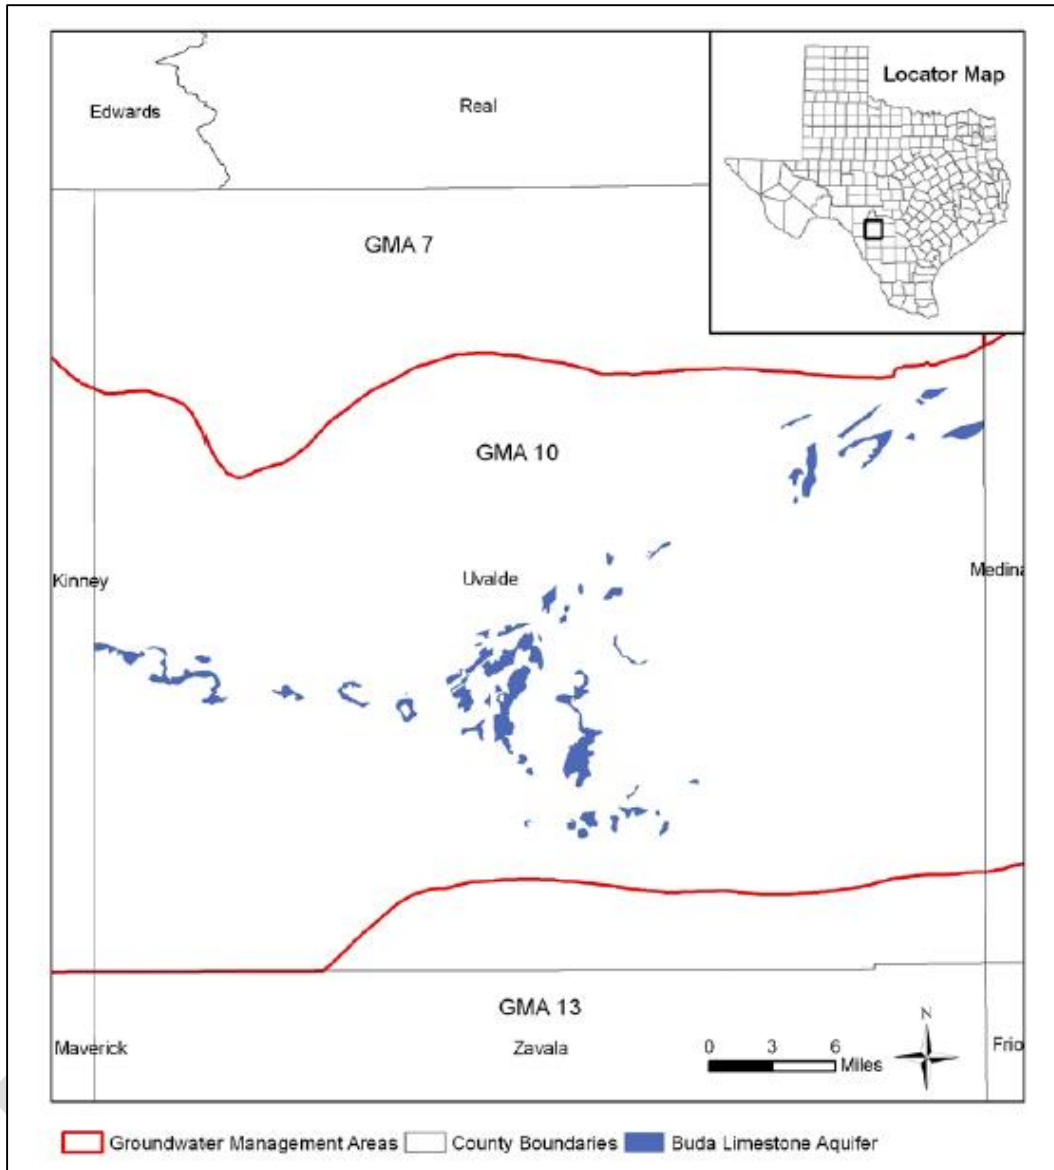 Locator Map
Edwards
Real
GMA 7
GMA 10
Kinney
Uvalde
Medina
GMA 13
Maverick
Zavala
Frio
N
0 3 6
Miles
Groundwater Management Areas County Boundaries Buda Limestone Aquifer